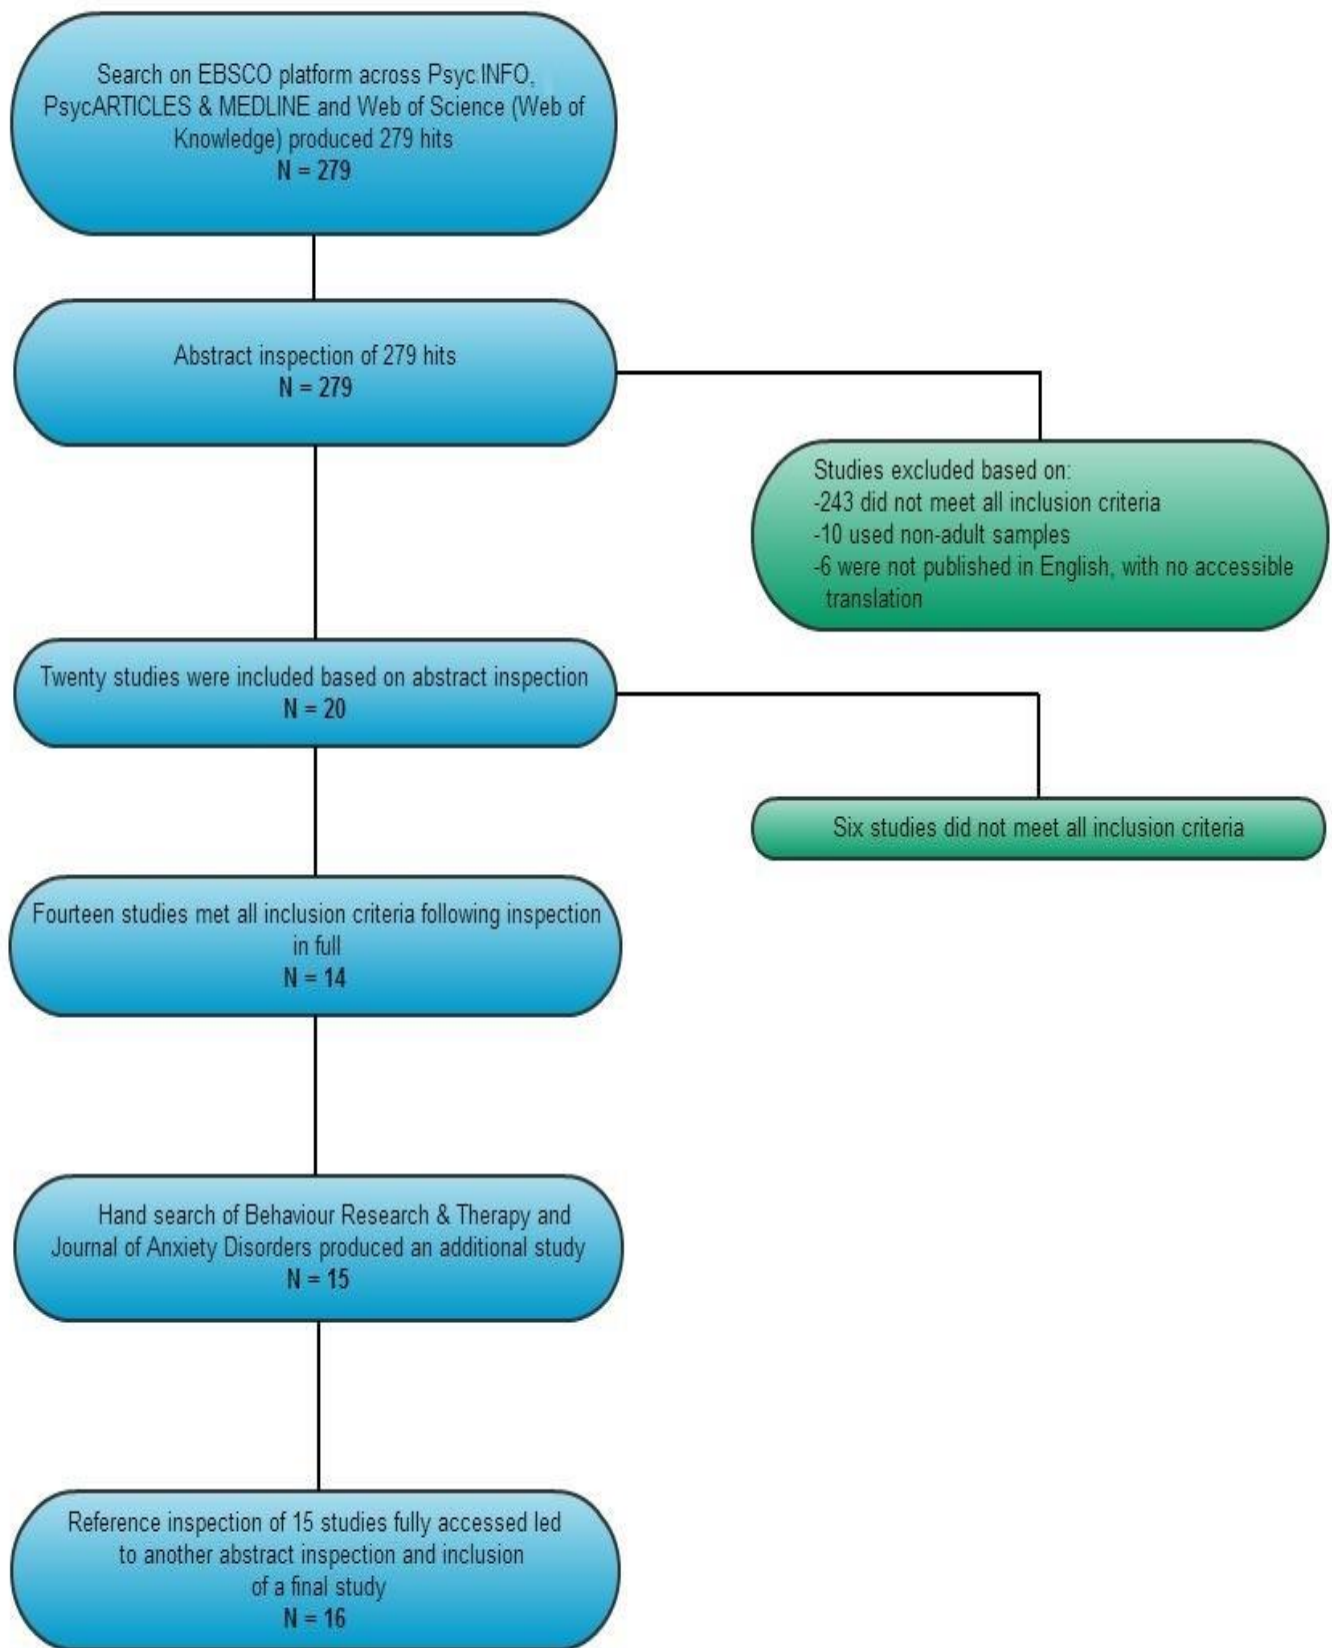 Search on EBSCO platform across Psyc.INFO,
PsycARTICLES & MEDLINE and Web of Science (Web of
Knowledge) produced 279 hits
N = 279
Abstract inspection of 279 hits
N = 279
Studies excluded based on:
-243 did not meet all inclusion criteria
-10 used non-adult samples
-6 were not published in English, with no accessible
translation
Twenty studies were included based on abstract inspection
N = 20
Six studies did not meet all inclusion criteria
Fourteen studies met all inclusion criteria following inspection
in full
N = 14
Hand search of Behaviour Research & Therapy and
Journal of Anxiety Disorders produced an additional study
N = 15
Reference inspection of 15 studies fully accessed led
to another abstract inspection and inclusion
of a final study
N = 16